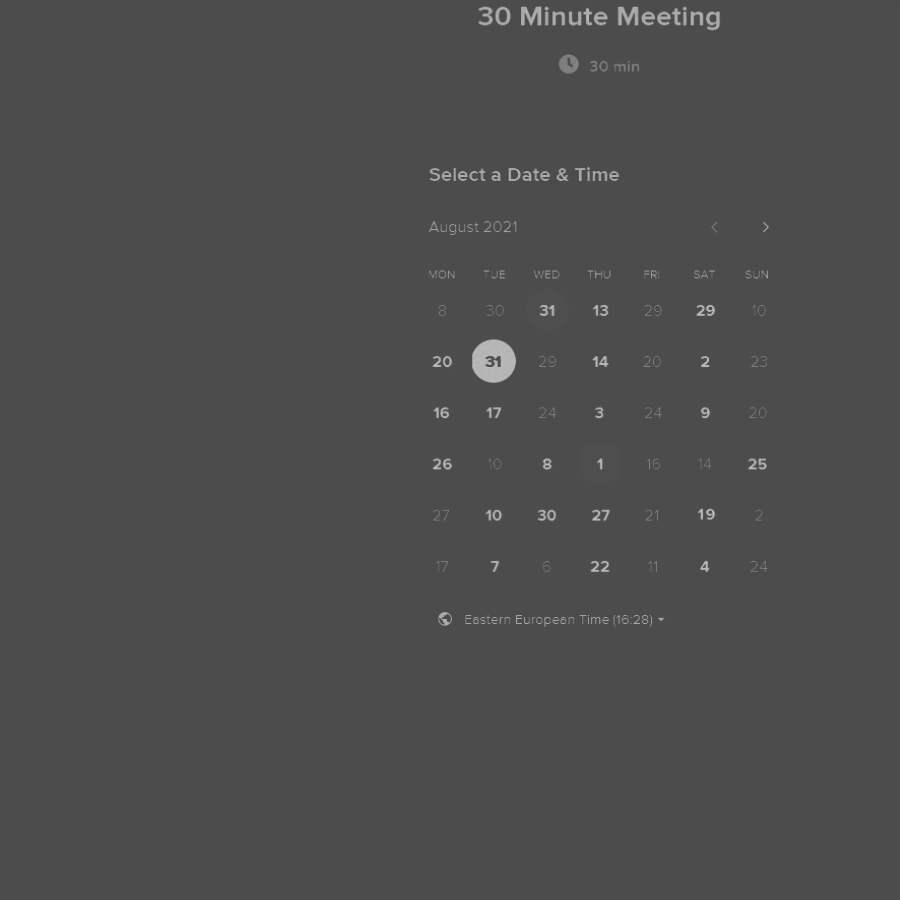 30 Minute Meeting
30 min
Select a Date & Time
August 2021
MON TUE WED THU FRI SAT SUN
8 30 31 13 29 29 10
20 31 29 14 20 2 23
16 17 24 3 24 9 20
26 10 8 1 16 14 25
27 10 30 27 21 19 2
17 7 6 22 11 4 24
Eastern European Time (16:28)